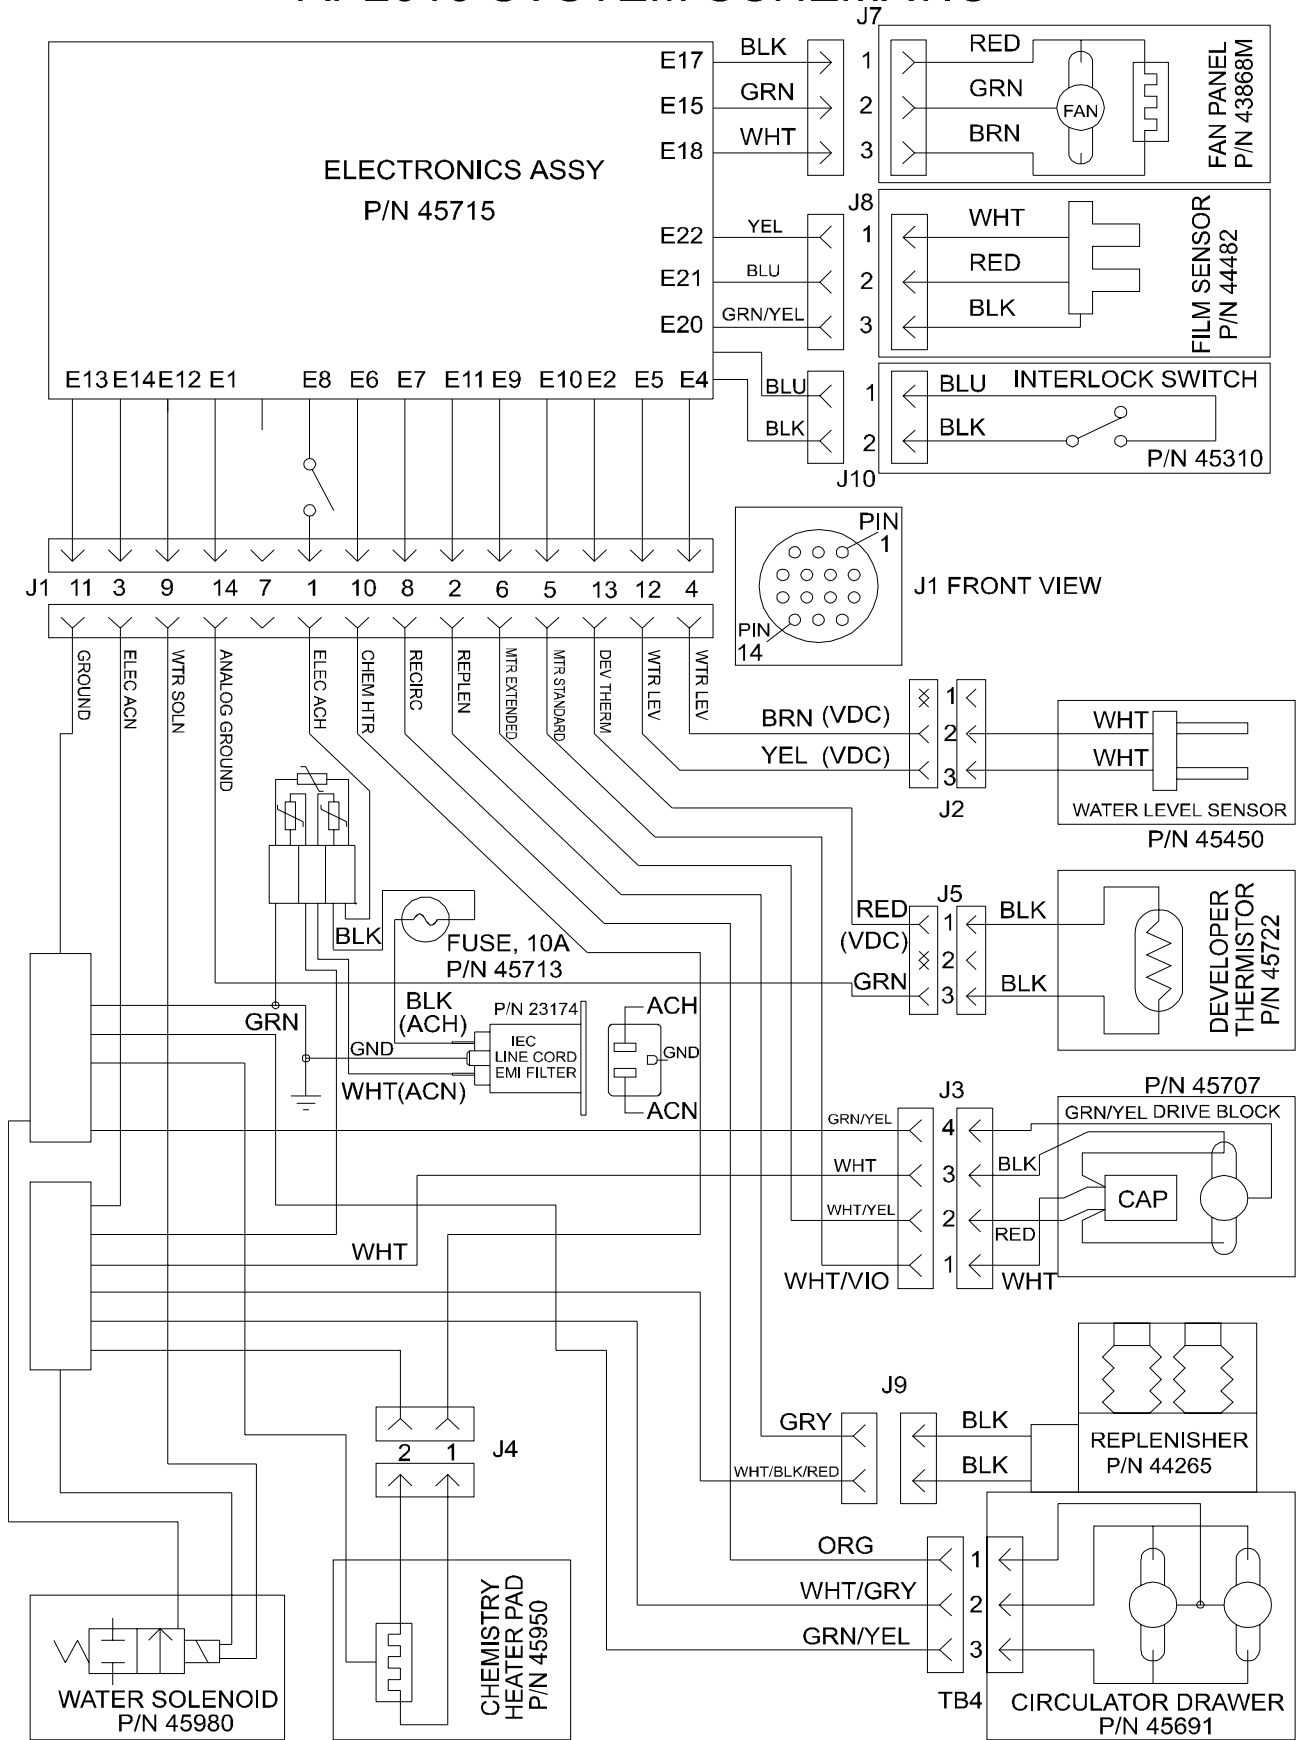 J7
BLK
GRN
WHT
E17
E15
E18
1
2
3
RED
GRN
BRN
FAN
FAN PANEL
P/N 43868M
ELECTRONICS ASSY
P/N 45715
J8
E22
E21
E20
YEL
BLU
GRN/YEL
1
2
3
WHT
RED
BLK
FILM SENSOR
P/N 44482
E13 E14 E12 E1 E8 E6 E7 E11 E9 E10 E2 E5 E4
BLU
BLK
1
2
J10
BLU
BLK
INTERLOCK SWITCH
P/N 45310
PIN
1
PIN
14
J1 FRONT VIEW
J1 11 3 9 14 7 1 10 8 2 6 5 13 12 4
GROUND
ELEC ACN
WTR SOLN
ANALOG GROUND
ELEC ACH
CHEM HTR
RECIRC
REPLEN
MTR EXTENDED
MTR STANDARD
DEV THERM
WTR LEV
WTR LEV
BRN (VDC)
YEL (VDC)
1
2
3
J2
WHT
WHT
WATER LEVEL SENSOR
P/N 45450
BLK
FUSE, 10A
P/N 45713
J5
RED
(VDC)
GRN
1
2
3
BLK
BLK
DEVELOPER
THERMISTOR
P/N 45722
GRN
BLK
(ACH)
GND
WHT(ACN)
P/N 23174
IEC
LINE CORD
EMI FILTER
ACH
GND
ACN
J3
P/N 45707
GRN/YEL DRIVE BLOCK
GRN/YEL
WHT
WHT/YEL
WHT/VIO
4
3
2
1
BLK
RED
WHT
CAP
WHT
J9
GRY
WHT/BLK/RED
BLK
BLK
REPLENISHER
P/N 44265
2 1 J4
ORG
WHT/GRY
GRN/YEL
1
2
3
TB4
CIRCULATOR DRAWER
P/N 45691
CHEMISTRY
HEATER PAD
P/N 45950
WATER SOLENOID
P/N 45980